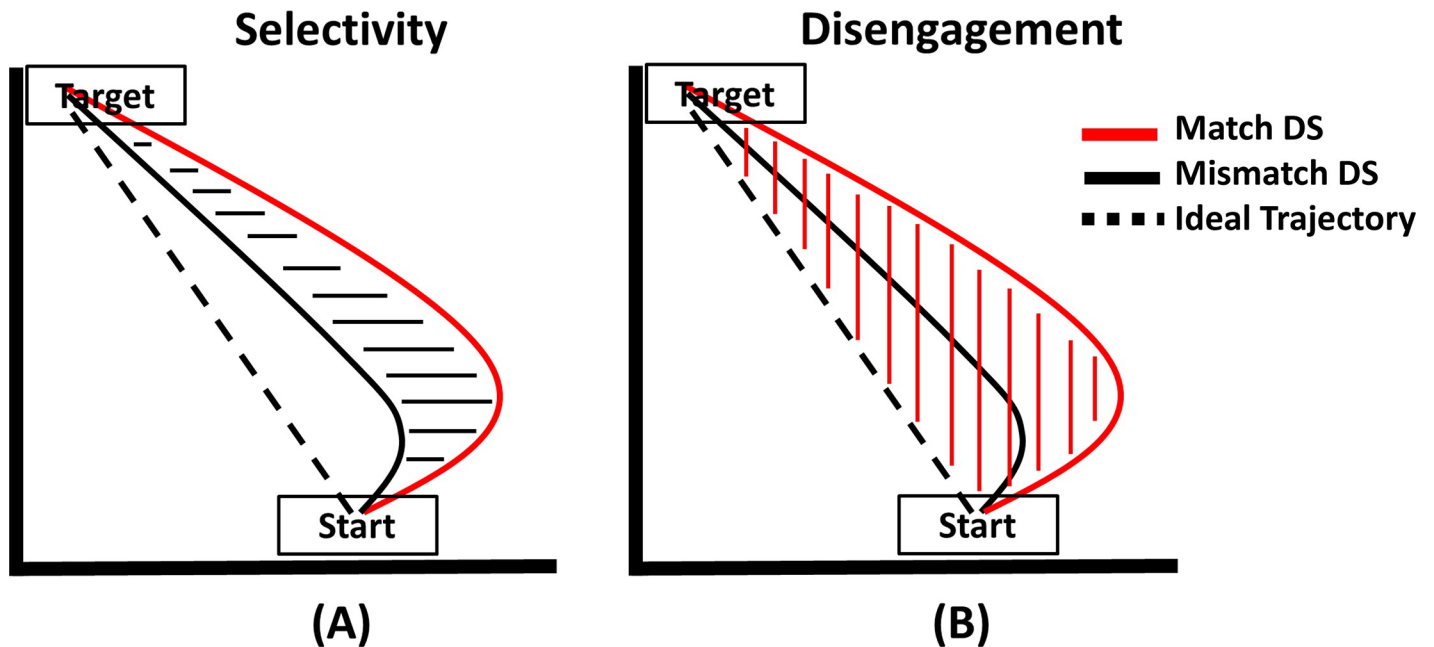 Selectivity
Disengagement
Target
Target
Match DS
Mismatch DS
Ideal Trajectory
Start
Start
(A)
(B)